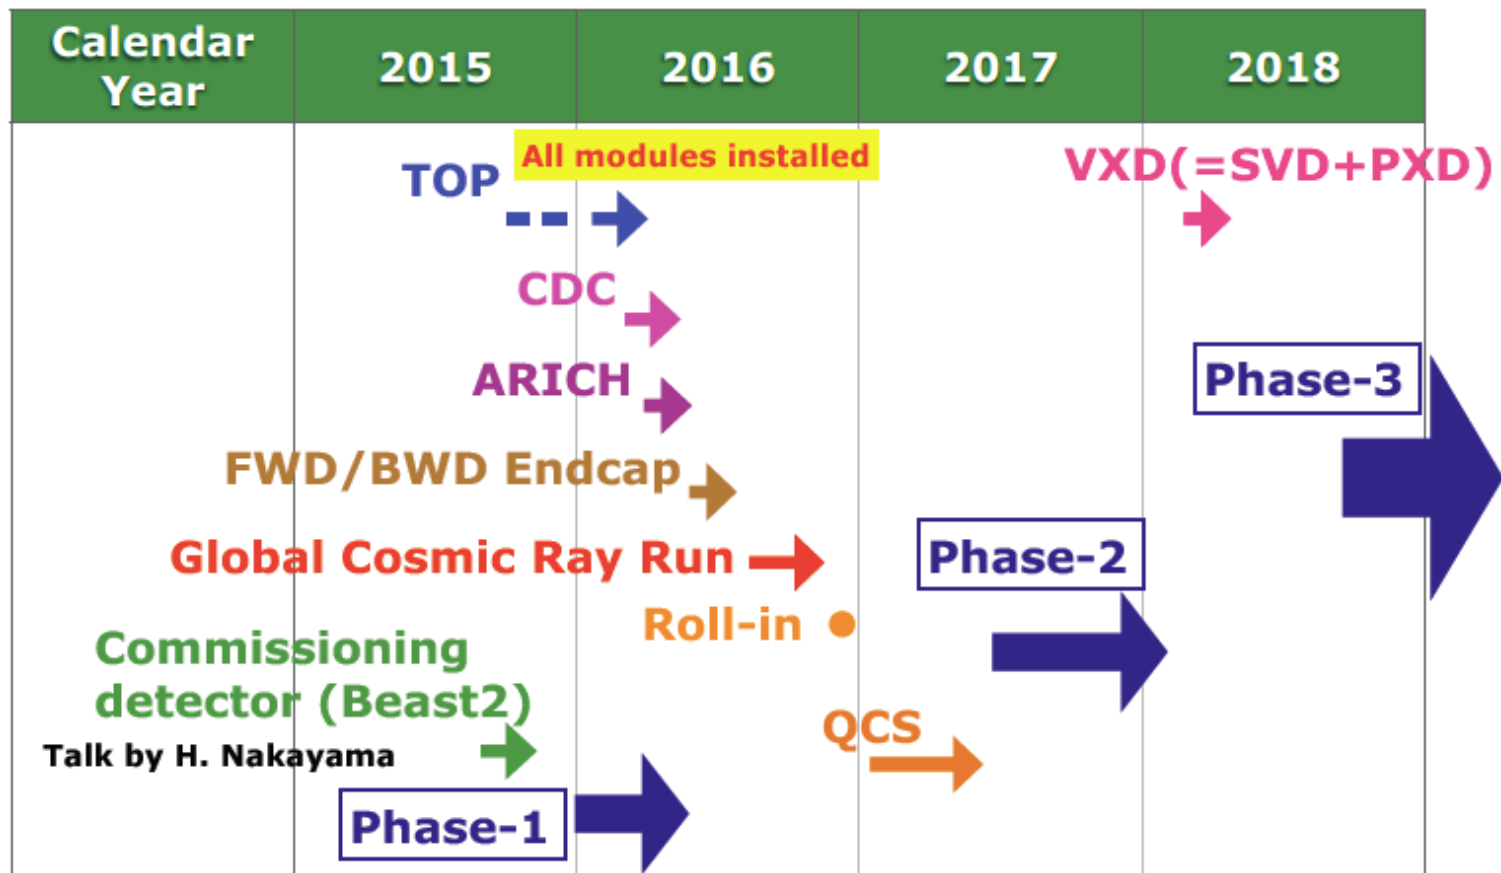 Calendar
Year
2015
2016
2017
2018
All modules installed
TOP
VXD(=SVD+PXD)
CDC
ARICH
Phase-3
FWD/BWD Endcap
Global Cosmic Ray Run
Phase-2
Roll-in
Commissioning
detector (Beast2)
QCS
Talk by H. Nakayama
Phase-1